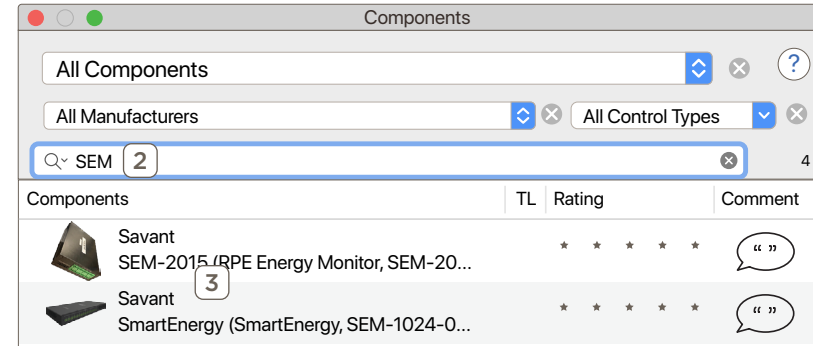 Components
All Components
?
All Manufacturers
All Control Types
SEM 2
4
Components TL Rating Comment
Savant
SEM-2015 (RPE Energy Monitor, SEM-20...
“ ”
3
Savant
SmartEnergy (SmartEnergy, SEM-1024-0...
“ ”